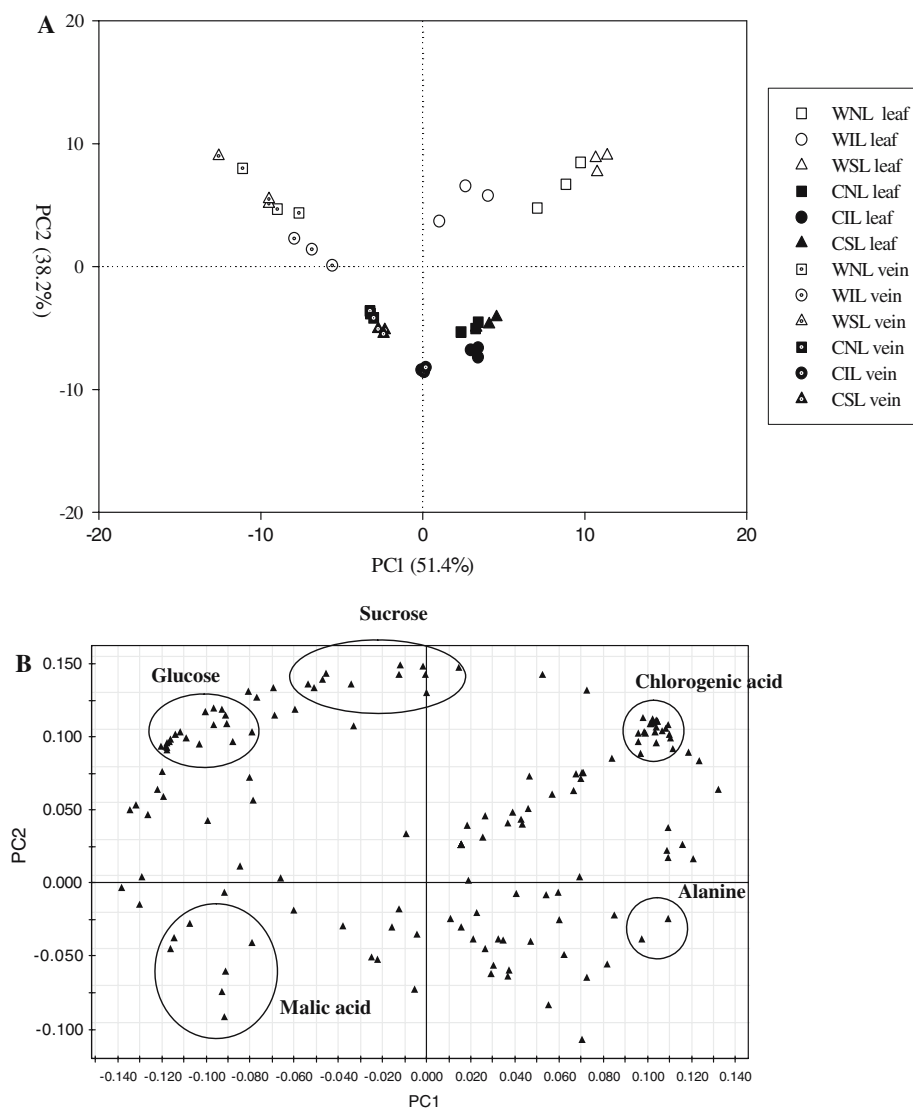 A
20
10
0
-10
-20
PC2 (38.2%)
-20
-10
0
10
20
PC1 (51.4%)
WNL leaf
WIL leaf
WSL leaf
CNL leaf
CIL leaf
CSL leaf
WNL vein
WIL vein
WSL vein
CNL vein
CIL vein
CSL vein
B
Sucrose
Glucose
Chlorogenic acid
Alanine
Malic acid
0.150
0.100
0.050
0.000
-0.050
-0.100
PC2
-0.140 -0.120 -0.100 -0.080 -0.060 -0.040 -0.020 0.000 0.020 0.040 0.060 0.080 0.100 0.120 0.140
PC1